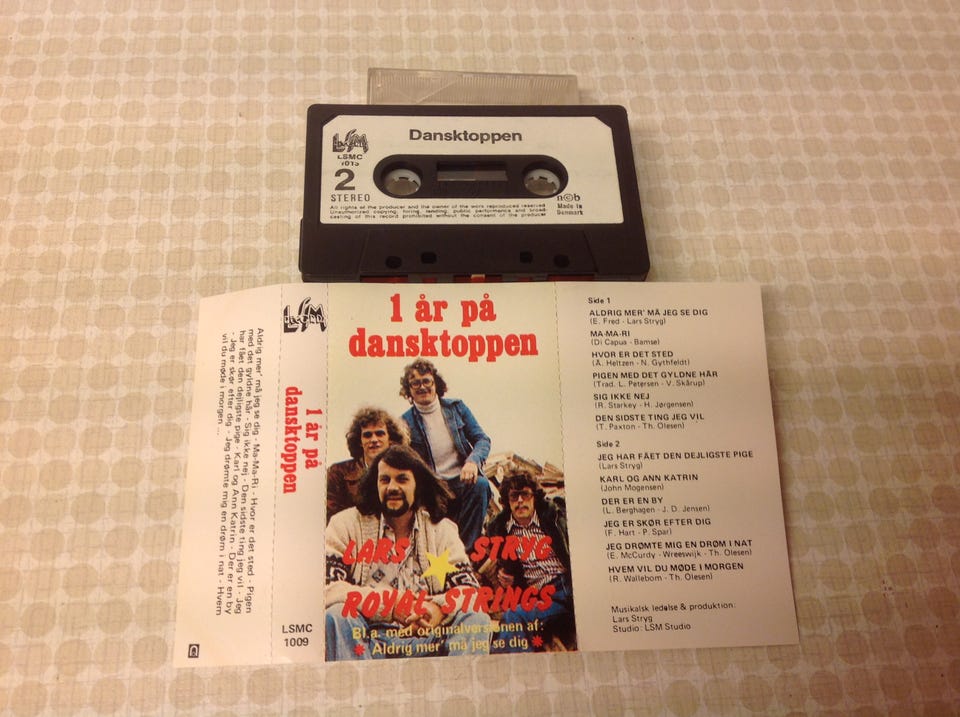 LSM
LSMC
1013
Dansktoppen
2
STEREO
n©b
Made in
Denmark
All rights of the producer and the owner of the work reproduced reserved
Unauthorized copying, hiring, lending, public performance and broad-
casting of this record prohibited without the consent of the producer
Aldrig mer' må jeg se dig - Ma-Ma-Ri - Hvor er det sted - Pigen
med det gyldne hår - Sig ikke nej - Den sidste ting jeg vil - Jeg
har fået den dejligste pige - Karl og Ann Katrin - Der er en by
- Jeg er skør efter dig - Jeg drømte mig en drøm i nat - Hvem
vil du møde i morgen ...
LSM
1 år på
dansktoppen
LSMC
1009
1 år på
dansktoppen
LARS STRYG
ROYAL STRINGS
Bl.a. med originalversionen af:
* Aldrig mer' må jeg se dig *
Side 1
ALDRIG MER' MÅ JEG SE DIG
(E. Fred - Lars Stryg)
MA-MA-RI
(Di Capua - Bamse)
HVOR ER DET STED
(A. Heltzen - N. Gythfeldt)
PIGEN MED DET GYLDNE HÅR
(Trad. L. Petersen - V. Skårup)
SIG IKKE NEJ
(R. Starkey - H. Jørgensen)
DEN SIDSTE TING JEG VIL
(T. Paxton - Th. Olesen)
Side 2
JEG HAR FÅET DEN DEJLIGSTE PIGE
(Lars Stryg)
KARL OG ANN KATRIN
(John Mogensen)
DER ER EN BY
(L. Berghagen - J. D. Jensen)
JEG ER SKØR EFTER DIG
(F. Hart - P. Spar)
JEG DRØMTE MIG EN DRØM I NAT
(E. McCurdy - Wreeswijk - Th. Olesen)
HVEM VIL DU MØDE I MORGEN
(R. Wallebom - Th. Olesen)
Musikalsk ledelse & produktion:
Lars Stryg
Studio: LSM Studio